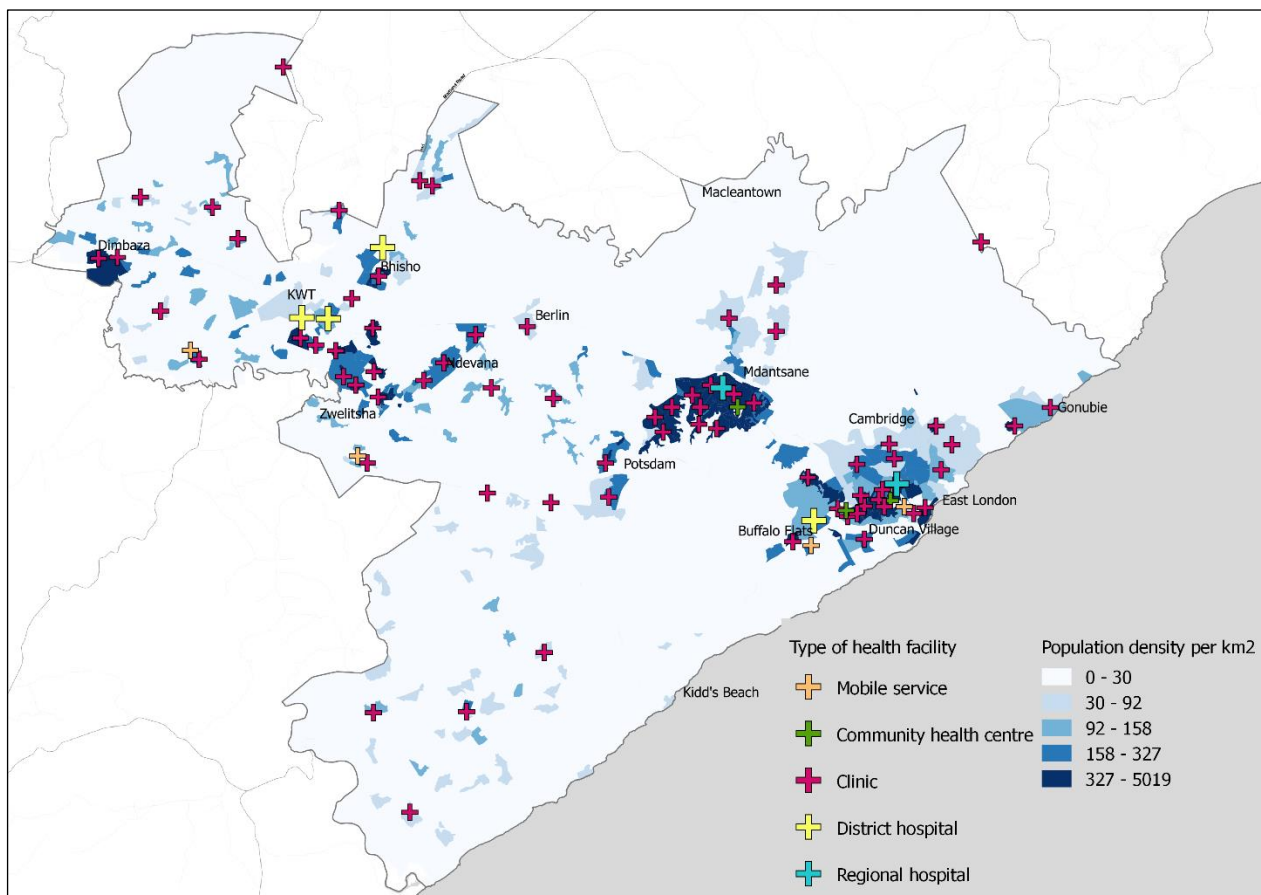 Macleantown
Dimbaza
Bhisho
KWT
Berlin
Ndevana
Mdantsane
Zwelitsha
Gonubie
Cambridge
Potsdam
East London
Buffalo Flats
Duncan Village
Kidd's Beach
Type of health facility
Mobile service
Community health centre
Clinic
District hospital
Regional hospital
Population density per km2
0 - 30
30 - 92
92 - 158
158 - 327
327 - 5019